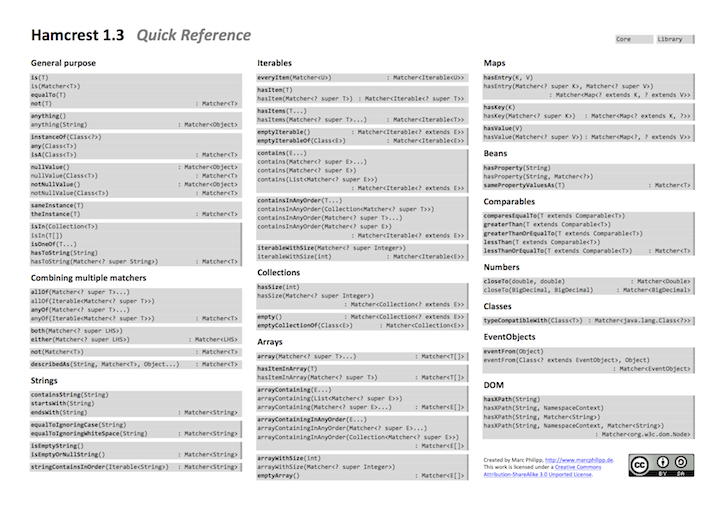 Hamcrest 1.3 Quick Reference
Core Library
General purpose
is(T)
is(Matcher<T>)
equalTo(T)
not(T) : Matcher<T>
anything()
anything(String) : Matcher<Object>
instanceOf(Class<?>)
any(Class<T>)
isA(Class<T>) : Matcher<T>
nullValue() : Matcher<Object>
nullValue(Class<T>) : Matcher<T>
notNullValue() : Matcher<Object>
notNullValue(Class<T>) : Matcher<T>
sameInstance(T)
theInstance(T) : Matcher<T>
isIn(Collection<T>)
isIn(T[])
isOneOf(T...)
hasToString(String)
hasToString(Matcher<? super String>) : Matcher<T>
Combining multiple matchers
allOf(Matcher<? super T>...)
allOf(Iterable<Matcher<? super T>>)
anyOf(Matcher<? super T>...)
anyOf(Iterable<Matcher<? super T>>) : Matcher<T>
both(Matcher<? super LHS>)
either(Matcher<? super LHS>) : Matcher<LHS>
not(Matcher<T>) : Matcher<T>
describedAs(String, Matcher<T>, Object...) : Matcher<T>
Strings
containsString(String)
startsWith(String)
endsWith(String) : Matcher<String>
equalToIgnoringCase(String)
equalToIgnoringWhiteSpace(String) : Matcher<String>
isEmptyString()
isEmptyOrNullString() : Matcher<String>
stringContainsInOrder(Iterable<String>) : Matcher<String>
Iterables
everyItem(Matcher<U>) : Matcher<Iterable<U>>
hasItem(T)
hasItem(Matcher<? super T>) : Matcher<Iterable<? super T>>
hasItems(T...)
hasItems(Matcher<? super T>...) : Matcher<Iterable<T>>
emptyIterable() : Matcher<Iterable<? extends E>>
emptyIterableOf(Class<E>) : Matcher<Iterable<E>>
contains(E...)
contains(Matcher<? super E>...)
contains(Matcher<? super E>)
contains(List<Matcher<? super E>>)
: Matcher<Iterable<? extends E>>
containsInAnyOrder(T...)
containsInAnyOrder(Collection<Matcher<? super T>>)
containsInAnyOrder(Matcher<? super T>...)
containsInAnyOrder(Matcher<? super E>)
: Matcher<Iterable<? extends E>>
iterableWithSize(Matcher<? super Integer>)
iterableWithSize(int) : Matcher<Iterable<E>>
Collections
hasSize(int)
hasSize(Matcher<? super Integer>)
: Matcher<Collection<? extends E>>
empty() : Matcher<Collection<? extends E>>
emptyCollectionOf(Class<E>) : Matcher<Collection<E>>
Arrays
array(Matcher<? super T>...) : Matcher<T[]>
hasItemInArray(T)
hasItemInArray(Matcher<? super T>) : Matcher<T[]>
arrayContaining(E...)
arrayContaining(List<Matcher<? super E>>)
arrayContaining(Matcher<? super E>...) : Matcher<E[]>
arrayContainingInAnyOrder(E...)
arrayContainingInAnyOrder(Matcher<? super E>...)
arrayContainingInAnyOrder(Collection<Matcher<? super E>>)
: Matcher<E[]>
arrayWithSize(int)
arrayWithSize(Matcher<? super Integer>)
emptyArray() : Matcher<E[]>
Maps
hasEntry(K, V)
hasEntry(Matcher<? super K>, Matcher<? super V>)
: Matcher<Map<? extends K, ? extends V>>
hasKey(K)
hasKey(Matcher<? super K>) : Matcher<Map<? extends K, ?>>
hasValue(V)
hasValue(Matcher<? super V>) : Matcher<Map<?, ? extends V>>
Beans
hasProperty(String)
hasProperty(String, Matcher<?>)
samePropertyValuesAs(T) : Matcher<T>
Comparables
comparesEqualTo(T extends Comparable<T>)
greaterThan(T extends Comparable<T>)
greaterThanOrEqualTo(T extends Comparable<T>)
lessThan(T extends Comparable<T>)
lessThanOrEqualTo(T extends Comparable<T>) : Matcher<T>
Numbers
closeTo(double, double) : Matcher<Double>
closeTo(BigDecimal, BigDecimal) : Matcher<BigDecimal>
Classes
typeCompatibleWith(Class<T>) : Matcher<java.lang.Class<?>>
EventObjects
eventFrom(Object)
eventFrom(Class<? extends EventObject>, Object)
: Matcher<EventObject>
DOM
hasXPath(String)
hasXPath(String, NamespaceContext)
hasXPath(String, Matcher<String>)
hasXPath(String, NamespaceContext, Matcher<String>)
: Matcher<org.w3c.dom.Node>
Created by Marc Philipp, http://www.marcphilipp.de.
This work is licensed under a Creative Commons
Attribution-ShareAlike 3.0 Unported License.
cc BY SA